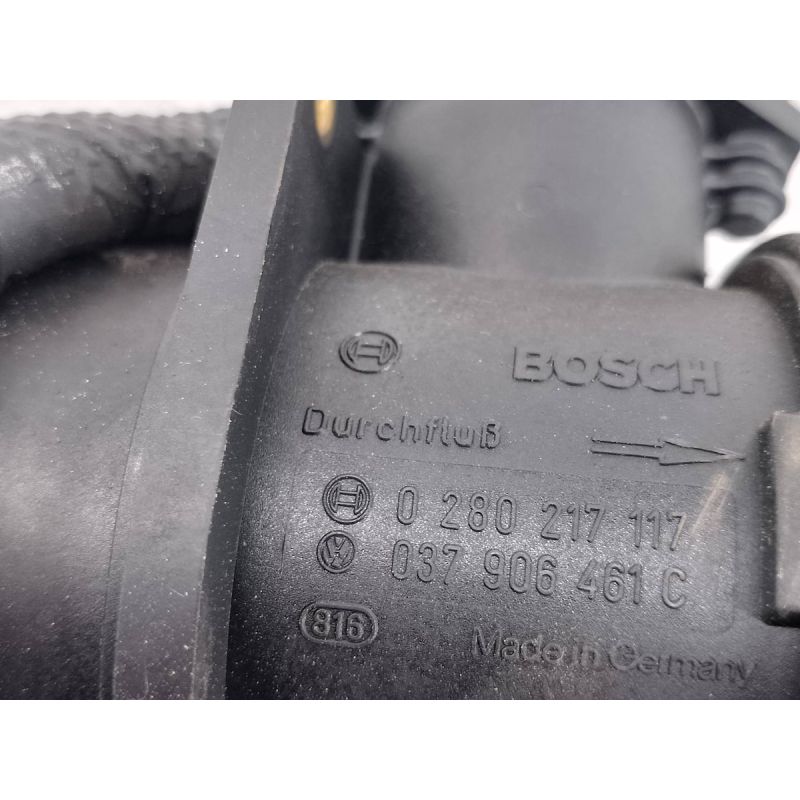 BOSCH
Durchfluß
0 280 217 117
037 906 461 C
816
Made in Germany